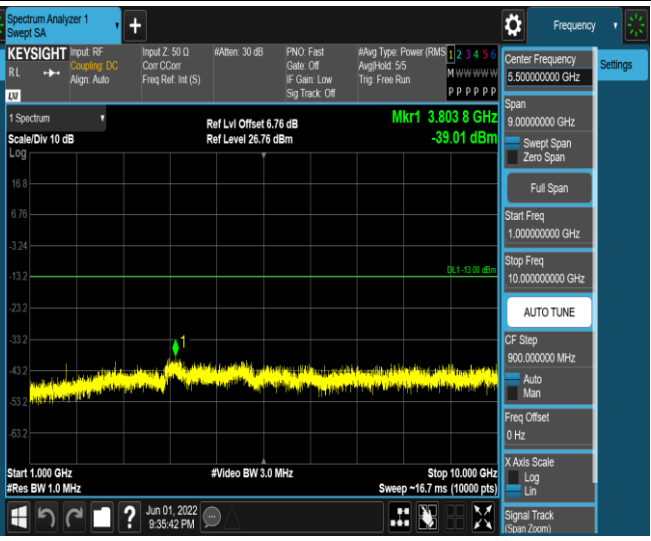 Spectrum Analyzer 1
Swept SA
Frequency
KEYSIGHT
RL
LXI
Input: RF
Coupling: DC
Align: Auto
Input Z: 50 Ω
Corr CCorr
Freq Ref: Int (S)
#Atten: 30 dB
PNO: Fast
Gate: Off
IF Gain: Low
Sig Track: Off
#Avg Type: Power (RMS
Avg|Hold: 5/5
Trig: Free Run
1 2 3 4 5 6
M W W W W W
P P P P P P
1 Spectrum
Scale/Div 10 dB
Log
Ref Lvl Offset 6.76 dB
Ref Level 26.76 dBm
Mkr1 3.803 8 GHz
-39.01 dBm
16.8
6.76
-3.24
-13.2
-23.2
-33.2
-43.2
-53.2
-63.2
DL1 -13.00 dBm
1
Start 1.000 GHz
#Res BW 1.0 MHz
#Video BW 3.0 MHz
Stop 10.000 GHz
Sweep ~16.7 ms (10000 pts)
?
Jun 01, 2022
9:35:42 PM
Center Frequency
5.500000000 GHz
Settings
Span
9.00000000 GHz
Swept Span
Zero Span
Full Span
Start Freq
1.000000000 GHz
Stop Freq
10.000000000 GHz
AUTO TUNE
CF Step
900.000000 MHz
Auto
Man
Freq Offset
0 Hz
X Axis Scale
Log
Lin
Signal Track
(Span Zoom)